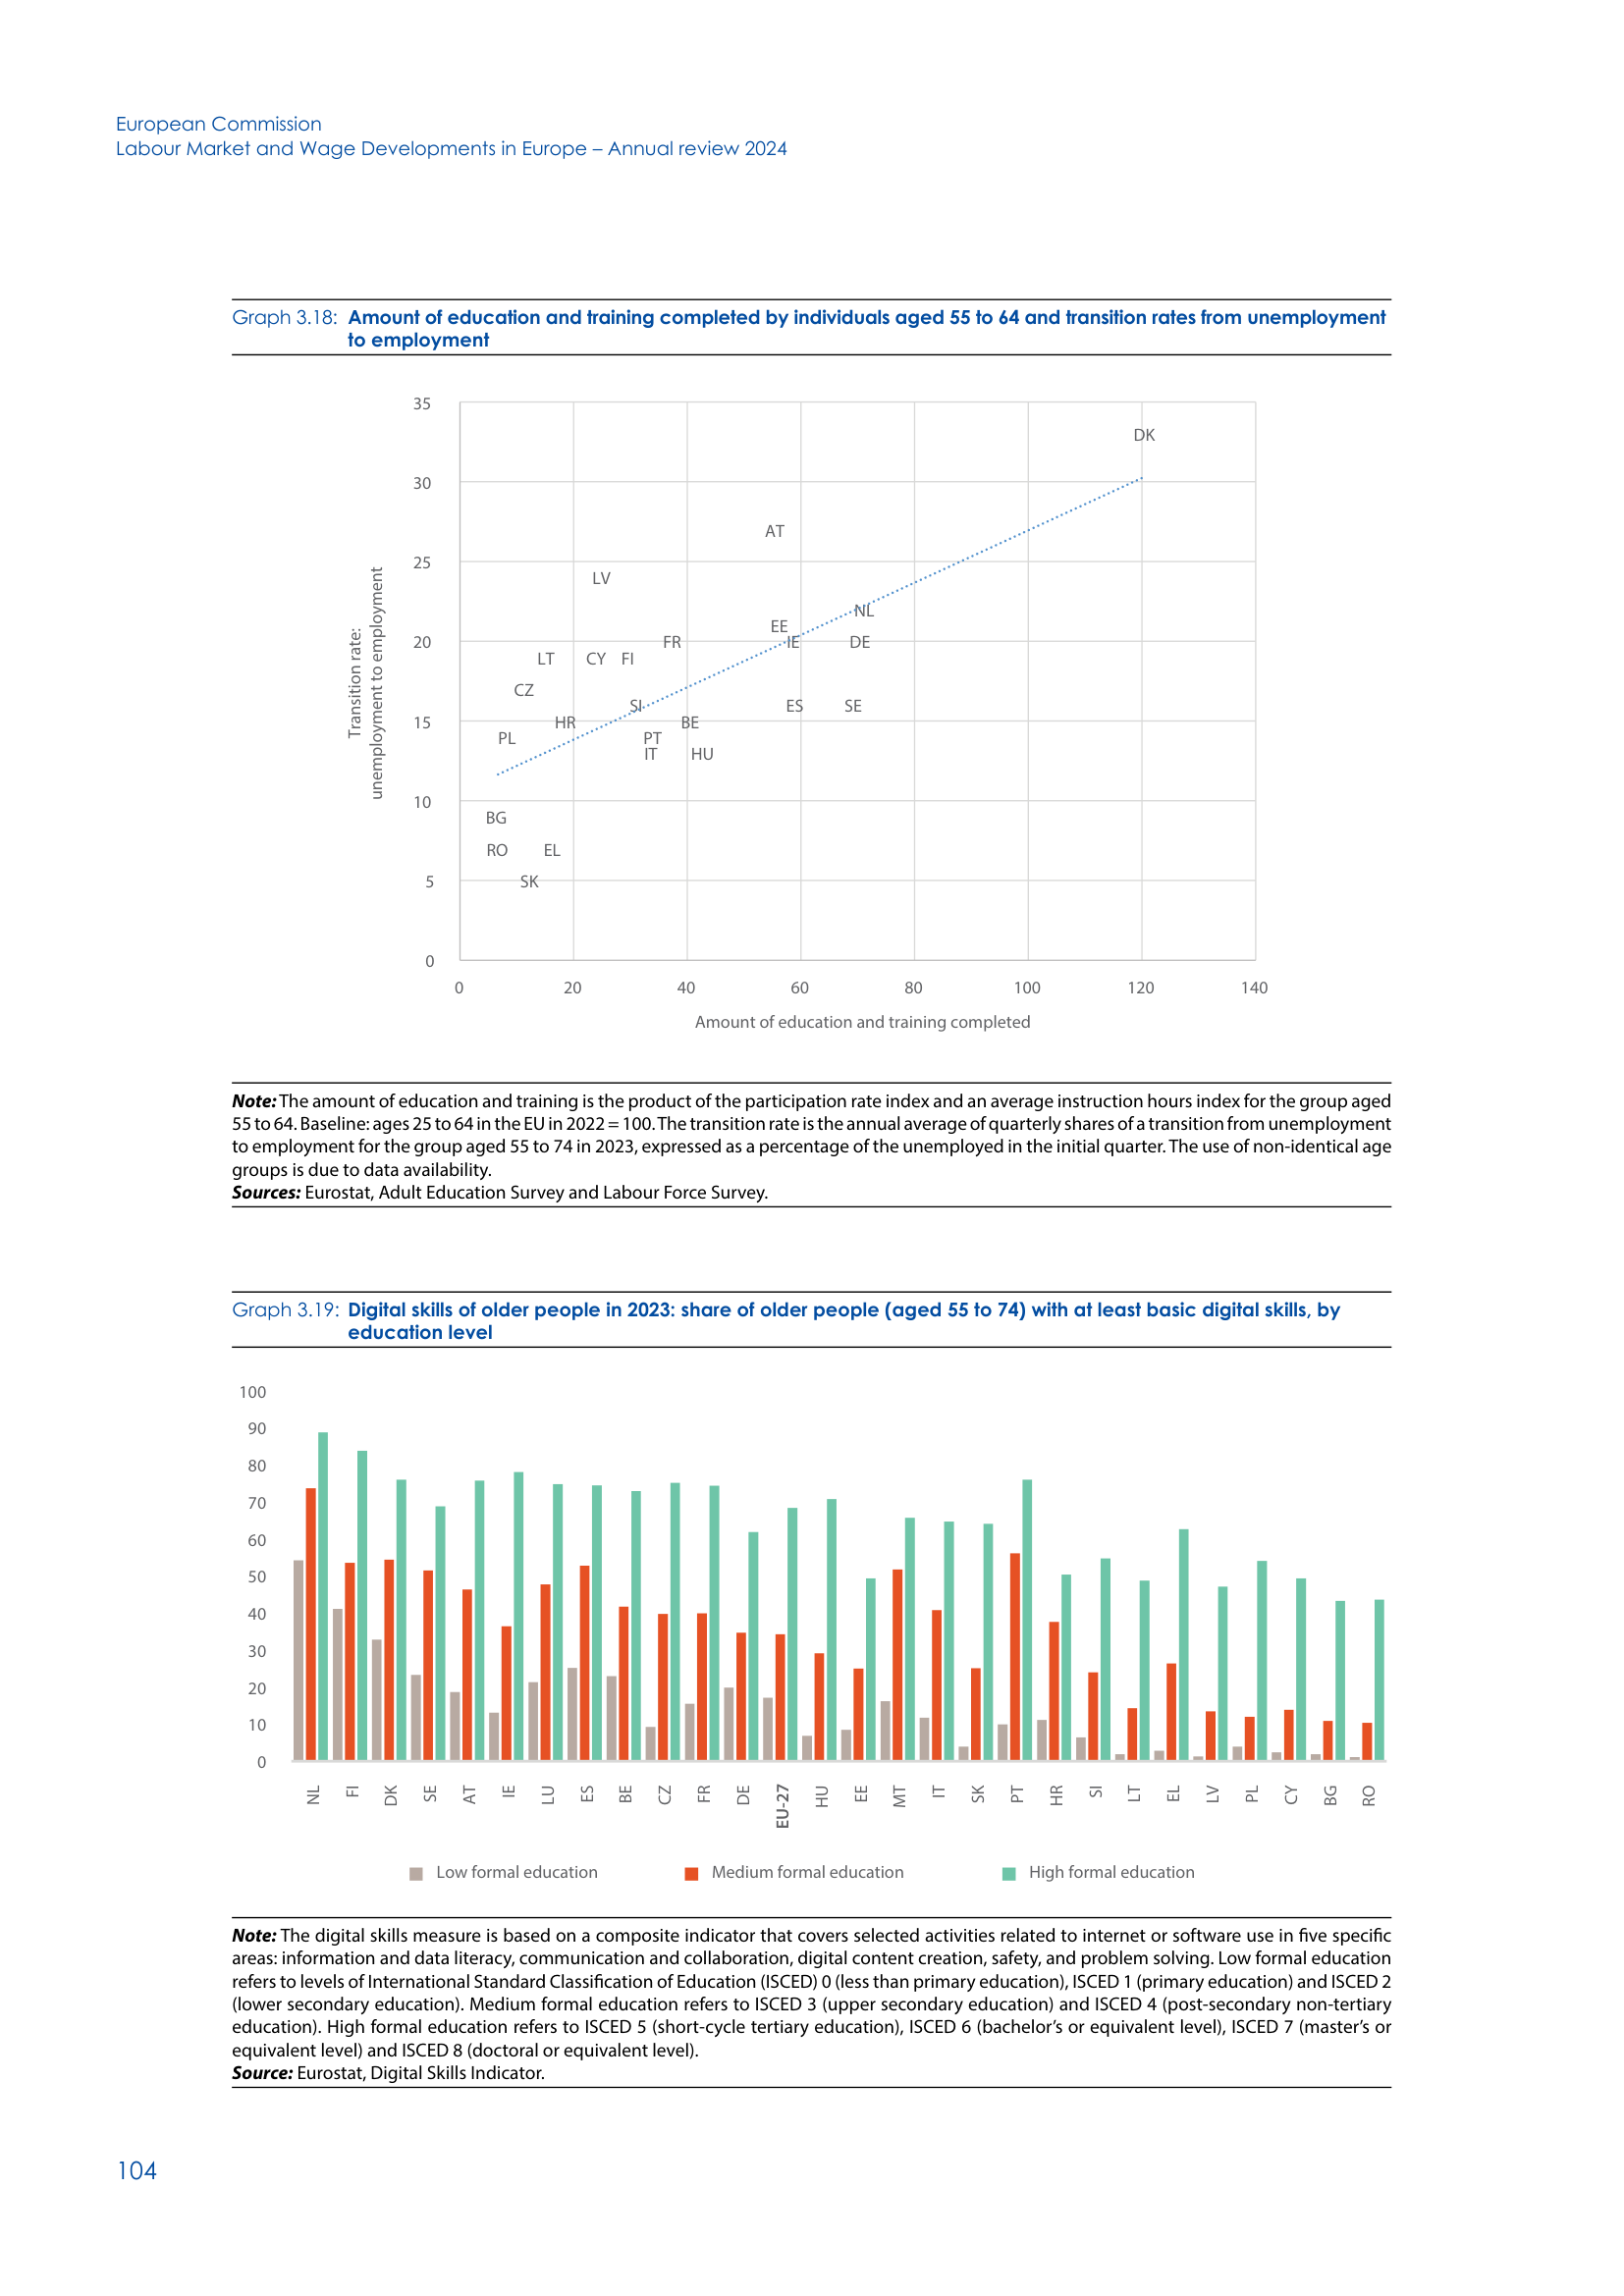 European Commission
Labour Market and Wage Developments in Europe – Annual review 2024
Graph 3.18: Amount of education and training completed by individuals aged 55 to 64 and transition rates from unemployment
to employment
35
DK
30
AT
25
LV
NL
EE
20
FR
IE
DE
LT
CY
FI
CZ
SI
ES
SE
15
HR
BE
PL
PT
IT
HU
10
BG
RO
EL
5
SK
0
Transition rate:
unemployment to employment
0 20 40 60 80 100 120 140
Amount of education and training completed
Note: The amount of education and training is the product of the participation rate index and an average instruction hours index for the group aged
55 to 64. Baseline: ages 25 to 64 in the EU in 2022 = 100. The transition rate is the annual average of quarterly shares of a transition from unemployment
to employment for the group aged 55 to 74 in 2023, expressed as a percentage of the unemployed in the initial quarter. The use of non-identical age
groups is due to data availability.
Sources: Eurostat, Adult Education Survey and Labour Force Survey.
Graph 3.19: Digital skills of older people in 2023: share of older people (aged 55 to 74) with at least basic digital skills, by
education level
100
90
80
70
60
50
40
30
20
10
0
NL FI DK SE AT IE LU ES BE CZ FR DE EU-27 HU EE MT IT SK PT HR SI LT EL LV PL CY BG RO
Low formal education Medium formal education High formal education
Note: The digital skills measure is based on a composite indicator that covers selected activities related to internet or software use in five specific
areas: information and data literacy, communication and collaboration, digital content creation, safety, and problem solving. Low formal education
refers to levels of International Standard Classification of Education (ISCED) 0 (less than primary education), ISCED 1 (primary education) and ISCED 2
(lower secondary education). Medium formal education refers to ISCED 3 (upper secondary education) and ISCED 4 (post-secondary non-tertiary
education). High formal education refers to ISCED 5 (short-cycle tertiary education), ISCED 6 (bachelor's or equivalent level), ISCED 7 (master's or
equivalent level) and ISCED 8 (doctoral or equivalent level).
Source: Eurostat, Digital Skills Indicator.
104